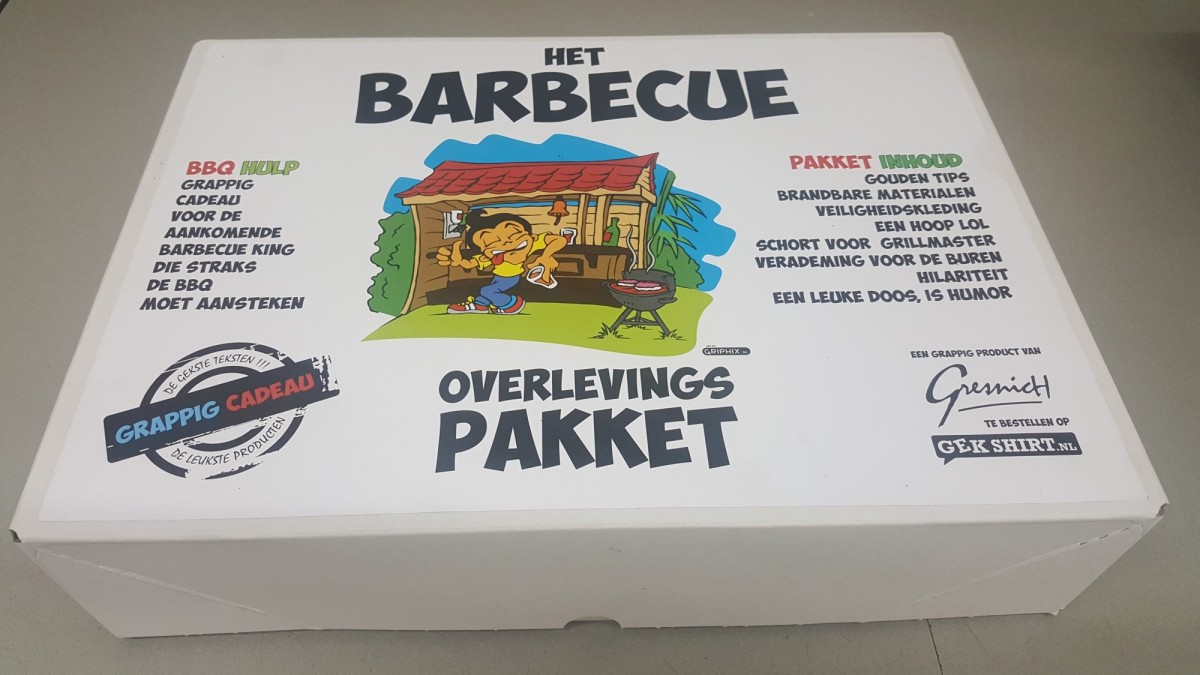 HET
BARBECUE
BBQ HULP
GRAPPIG
CADEAU
VOOR DE
AANKOMENDE
BARBECUE KING
DIE STRAKS
DE BBQ
MOET AANSTEKEN
PAKKET INHOUD
GOUDEN TIPS
BRANDBARE MATERIALEN
VEILIGHEIDSKLEDING
EEN HOOP LOL
SCHORT VOOR GRILLMASTER
VERADEMING VOOR DE BUREN
HILARITEIT
EEN LEUKE DOOS, IS HUMOR
GRIPHIX
DE GEKSTE TEKSTEN !!!
GRAPPIG CADEAU
DE LEUKSTE PRODUCTEN
OVERLEVINGS
PAKKET
EEN GRAPPIG PRODUCT VAN
Gresnich
TE BESTELLEN OP
GEK SHIRT.NL